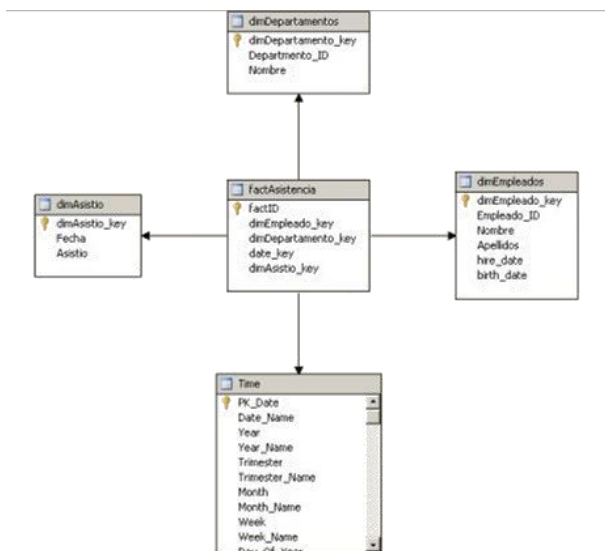 dimDepartamentos
dimDepartamento_key
Departmento_ID
Nombre
dimAsistio
dimAsistio_key
Fecha
Asistio
factAsistencia
factID
dimEmpleado_key
dimDepartamento_key
date_key
dimAsistio_key
dimEmpleados
dimEmpleado_key
Empleado_ID
Nombre
Apellidos
hire_date
birth_date
Time
PK_Date
Date_Name
Year
Year_Name
Trimester
Trimester_Name
Month
Month_Name
Week
Week_Name
Day_Of_Year